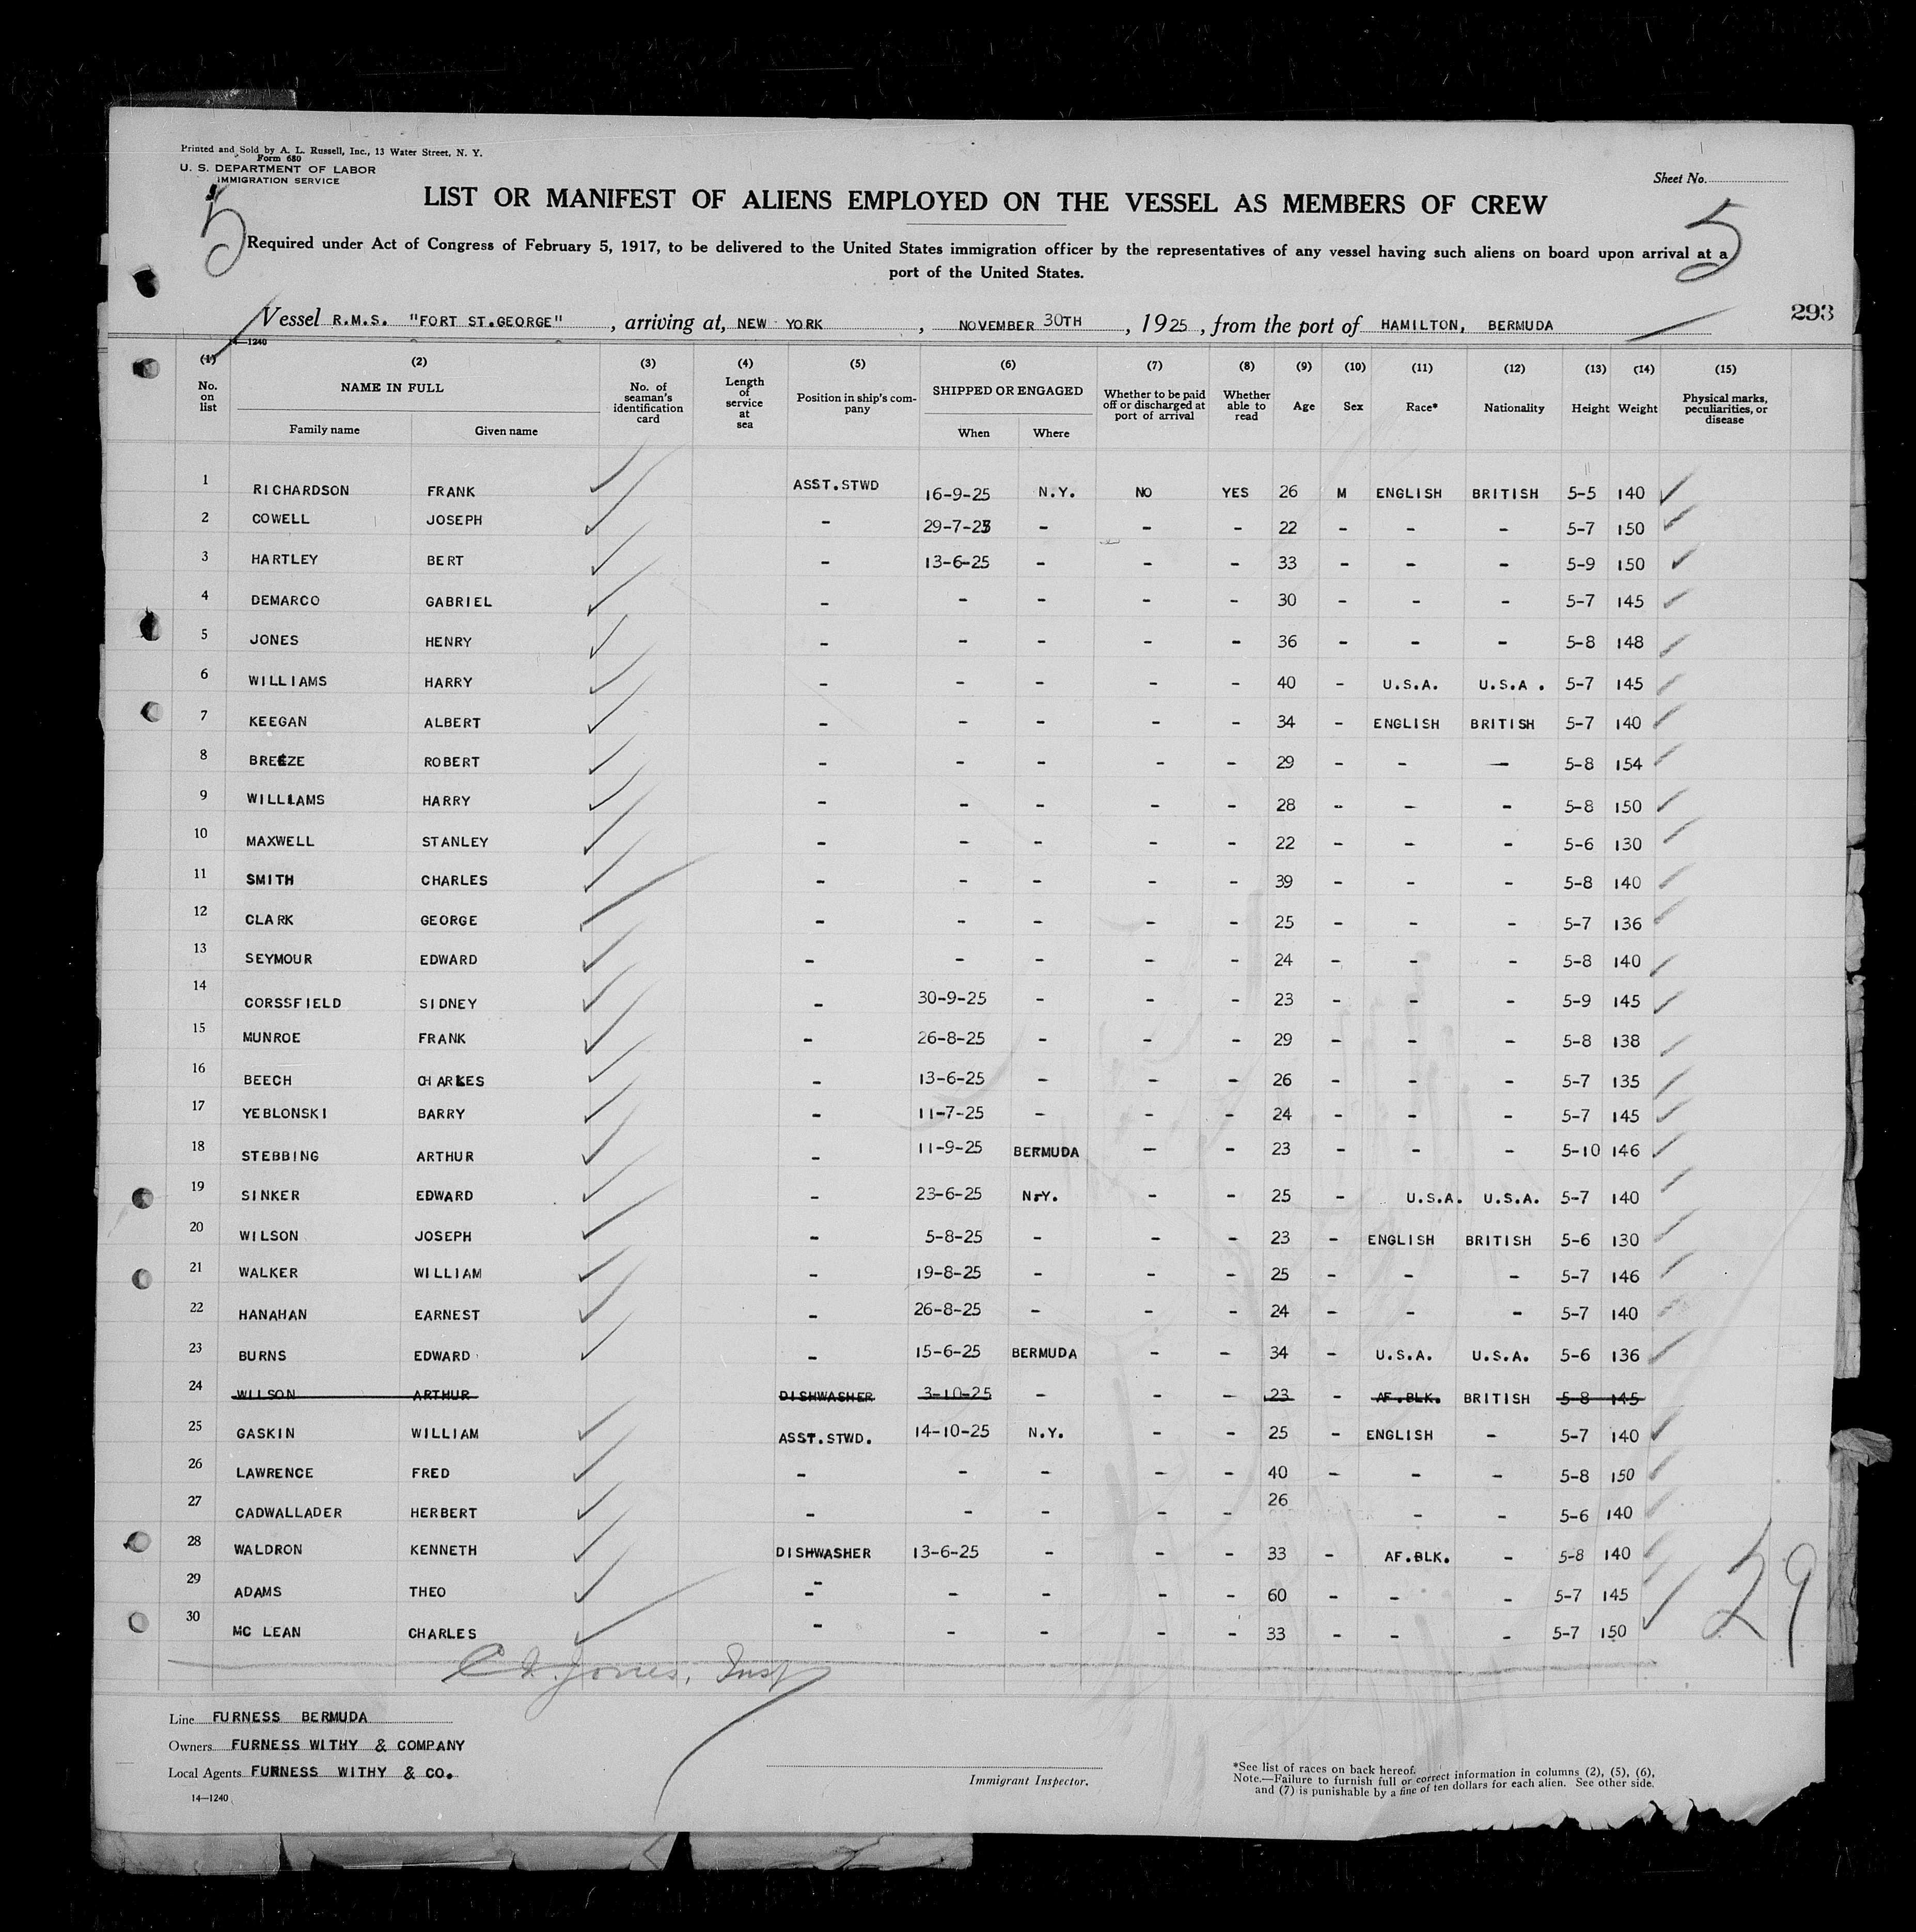 Printed and Sold by A. L. Russell, Inc., 13 Water Street, N. Y.
Form 680
U. S. DEPARTMENT OF LABOR
IMMIGRATION SERVICE
Sheet No.
5 5
LIST OR MANIFEST OF ALIENS EMPLOYED ON THE VESSEL AS MEMBERS OF CREW
Required under Act of Congress of February 5, 1917, to be delivered to the United States immigration officer by the representatives of any vessel having such aliens on board upon arrival at a
port of the United States.
293
Vessel R.M.S. "FORT ST.GEORGE" , arriving at, NEW YORK , NOVEMBER 30TH , 1925 , from the port of HAMILTON, BERMUDA
14—1240
(1) (2) (3) (4) (5) (6) (7) (8) (9) (10) (11) (12) (13) (14) (15)
No. on list NAME IN FULL Family name Given name No. of seaman's identification card Length of service at sea Position in ship's company SHIPPED OR ENGAGED When Where Whether to be paid off or discharged at port of arrival Whether able to read Age Sex Race* Nationality Height Weight Physical marks, peculiarities, or disease
1 RICHARDSON FRANK ASST.STWD 16-9-25 N.Y. NO YES 26 M ENGLISH BRITISH 5-5 140
2 COWELL JOSEPH - 29-7-25 - - - 22 - - - 5-7 150
3 HARTLEY BERT - 13-6-25 - - - 33 - - - 5-9 150
4 DEMARCO GABRIEL - - - - - 30 - - - 5-7 145
5 JONES HENRY - - - - - 36 - - - 5-8 148
6 WILLIAMS HARRY - - - - - 40 - U.S.A. U.S.A. 5-7 145
7 KEEGAN ALBERT - - - - - 34 - ENGLISH BRITISH 5-7 140
8 BREEZE ROBERT - - - - - 29 - - - 5-8 154
9 WILLIAMS HARRY - - - - - 28 - - - 5-8 150
10 MAXWELL STANLEY - - - - - 22 - - - 5-6 130
11 SMITH CHARLES - - - - - 39 - - - 5-8 140
12 CLARK GEORGE - - - - - 25 - - - 5-7 136
13 SEYMOUR EDWARD - - - - - 24 - - - 5-8 140
14 CORSSFIELD SIDNEY - 30-9-25 - - - 23 - - - 5-9 145
15 MUNROE FRANK - 26-8-25 - - - 29 - - - 5-8 138
16 BEECH CHARLES - 13-6-25 - - - 26 - - - 5-7 135
17 YEBLONSKI BARRY - 11-7-25 - - - 24 - - - 5-7 145
18 STEBBING ARTHUR - 11-9-25 BERMUDA - - 23 - - - 5-10 146
19 SINKER EDWARD - 23-6-25 N.Y. - - 25 - U.S.A. U.S.A. 5-7 140
20 WILSON JOSEPH - 5-8-25 - - - 23 - ENGLISH BRITISH 5-6 130
21 WALKER WILLIAM - 19-8-25 - - - 25 - - - 5-7 146
22 HANAHAN EARNEST - 26-8-25 - - - 24 - - - 5-7 140
23 BURNS EDWARD - 15-6-25 BERMUDA - - 34 - U.S.A. U.S.A. 5-6 136
24 WILSON ARTHUR DISHWASHER 3-10-25 - - - 23 - AF.BLK. BRITISH 5-8 145
25 GASKIN WILLIAM ASST.STWD. 14-10-25 N.Y. - - 25 - ENGLISH - 5-7 140
26 LAWRENCE FRED - - - - - 40 - - - 5-8 150
27 CADWALLADER HERBERT - - - - - 26 - - 5-6 140
28 WALDRON KENNETH DISHWASHER 13-6-25 - - - 33 - AF.BLK. - 5-8 140
29 ADAMS THEO - - - - - 60 - - - 5-7 145
30 MC LEAN CHARLES - - - - - 33 - - - 5-7 150
29
Jones, Insp
Line FURNESS BERMUDA
Owners FURNESS WITHY & COMPANY
Local Agents FURNESS WITHY & CO.
14—1240
Immigrant Inspector.
*See list of races on back hereof.
Note.—Failure to furnish full or correct information in columns (2), (5), (6),
and (7) is punishable by a fine of ten dollars for each alien. See other side.